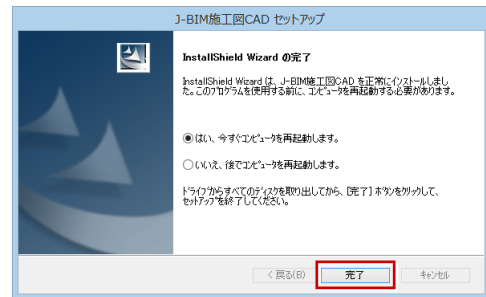 J-BIM施工図CAD セットアップ
InstallShield Wizard の完了
InstallShield Wizard は、J-BIM施工図CAD を正常にインストールしまし
た。このプログラムを使用する前に、コンピュータを再起動する必要があります。
はい、今すぐコンピュータを再起動します。
いいえ、後でコンピュータを再起動します。
ドライブからすべてのディスクを取り出してから、[完了] ボタンをクリックして、
セットアップを終了してください。
< 戻る(B)
完了
キャンセル